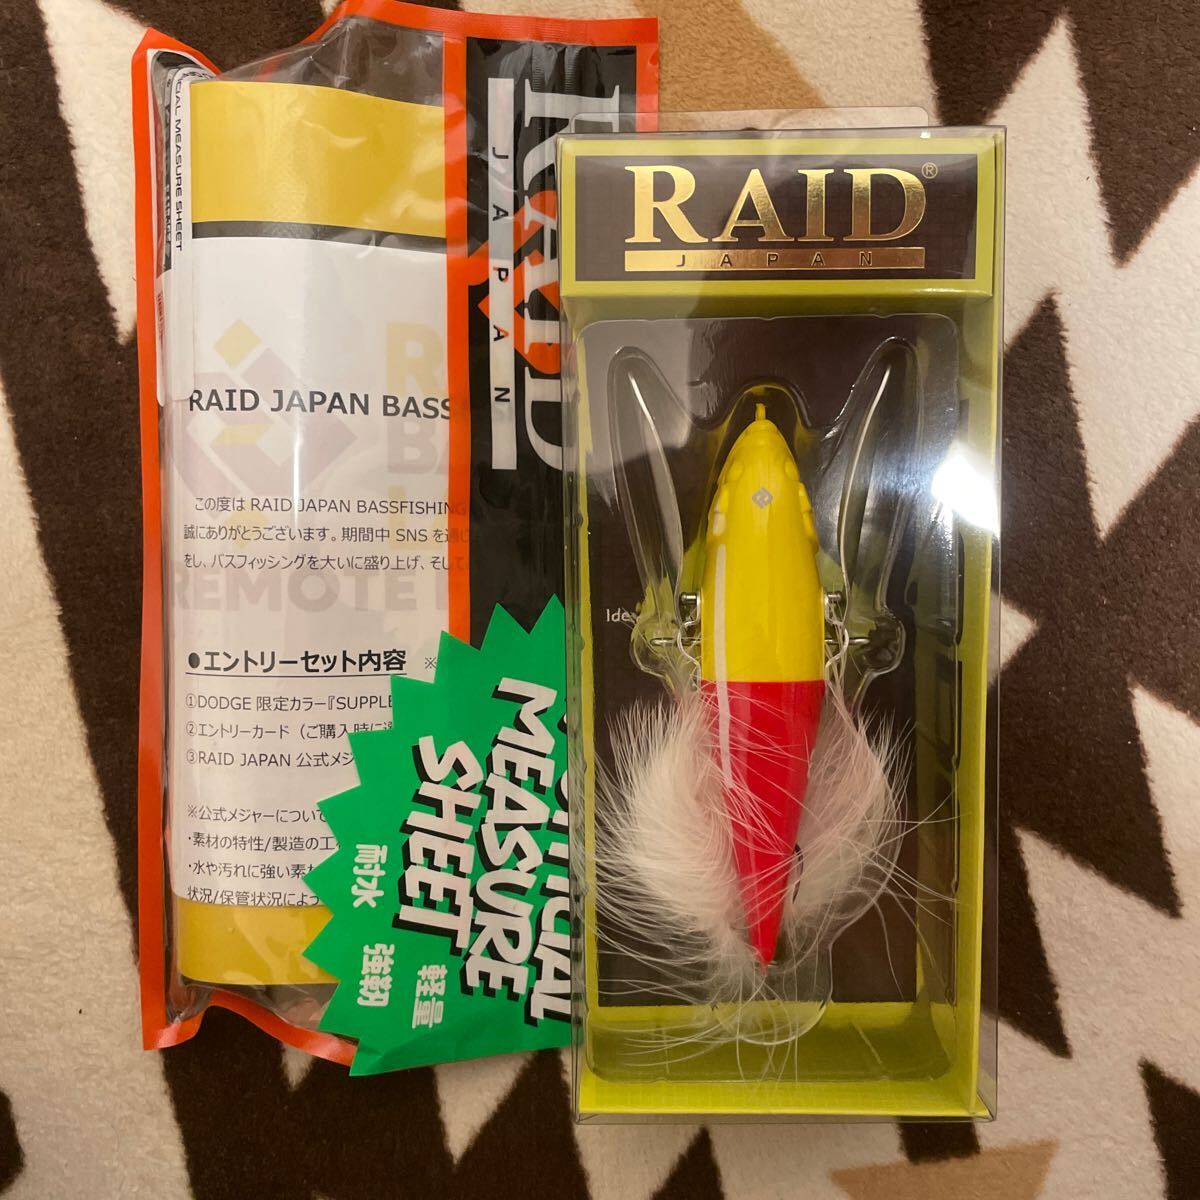 OFFICIAL MEASURE SHEET
RAID
JAPAN
RAID JAPAN BASS
この度は RAID JAPAN BASSFISHING
誠にありがとうございます。期間中 SNS を通じ
をし、バスフィッシングを大いに盛り上げ、そして
REMOTE
●エントリーセット内容 ※
①DODGE 限定カラー『SUPPLE
②エントリーカード（ご購入時に
③RAID JAPAN 公式メジ
※公式メジャーについて
・素材の特性/製造の工
・水や汚れに強い素材
状況/保管状況によっ
MEASURE
SHEET
耐水
軽量
強靭
RAID®
JAPAN
Ide